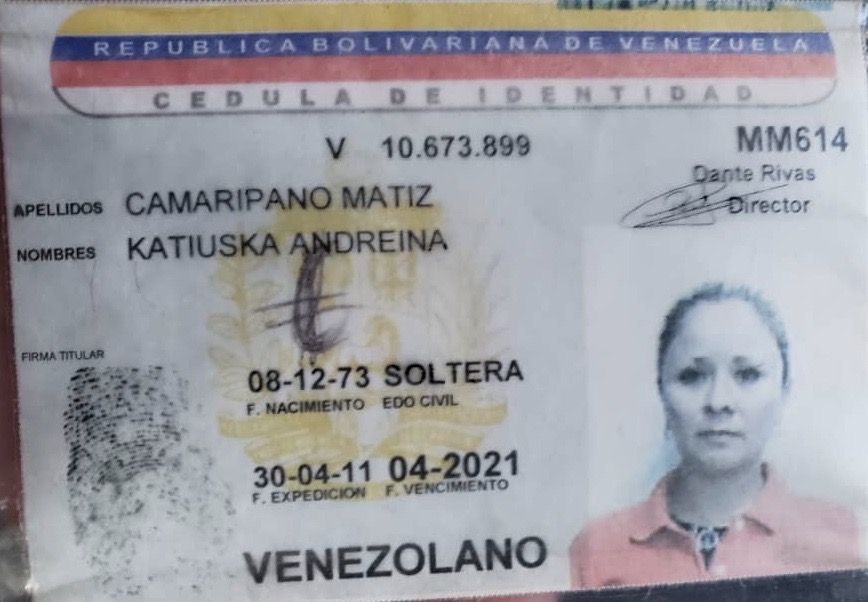 REPUBLICA BOLIVARIANA DE VENEZUELA
CEDULA DE IDENTIDAD
V 10.673.899
MM614
Dante Rivas
Director
APELLIDOS CAMARIPANO MATIZ
NOMBRES KATIUSKA ANDREINA
FIRMA TITULAR
08-12-73 SOLTERA
F. NACIMIENTO EDO CIVIL
30-04-11 04-2021
F. EXPEDICION F. VENCIMIENTO
VENEZOLANO